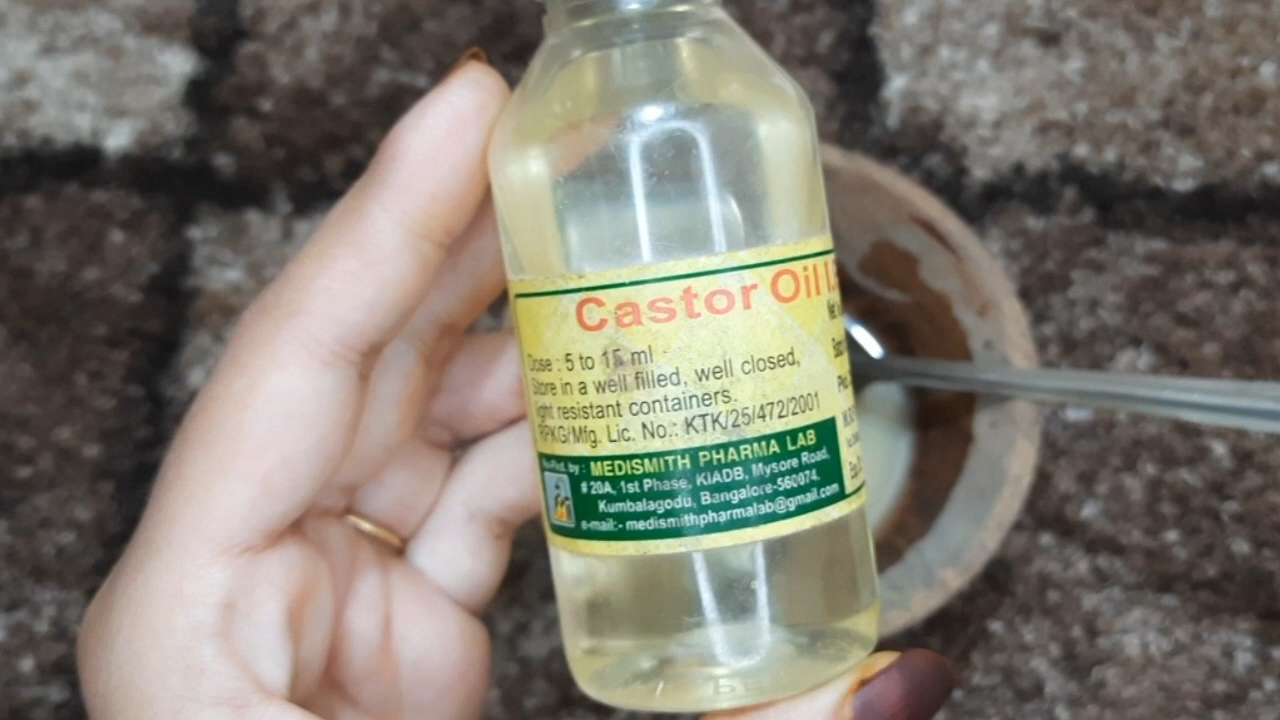 Castor Oil I.
Dose : 5 to 15 ml
Store in a well filled, well closed,
light resistant containers.
RPKG/Mfg. Lic. No.: KTK/25/472/2001
by : MEDISMITH PHARMA LAB
#20A, 1st Phase, KIADB, Mysore Road,
Kumbalagodu, Bangalore-560074.
e-mail:- medismithpharmalab@gmail.com